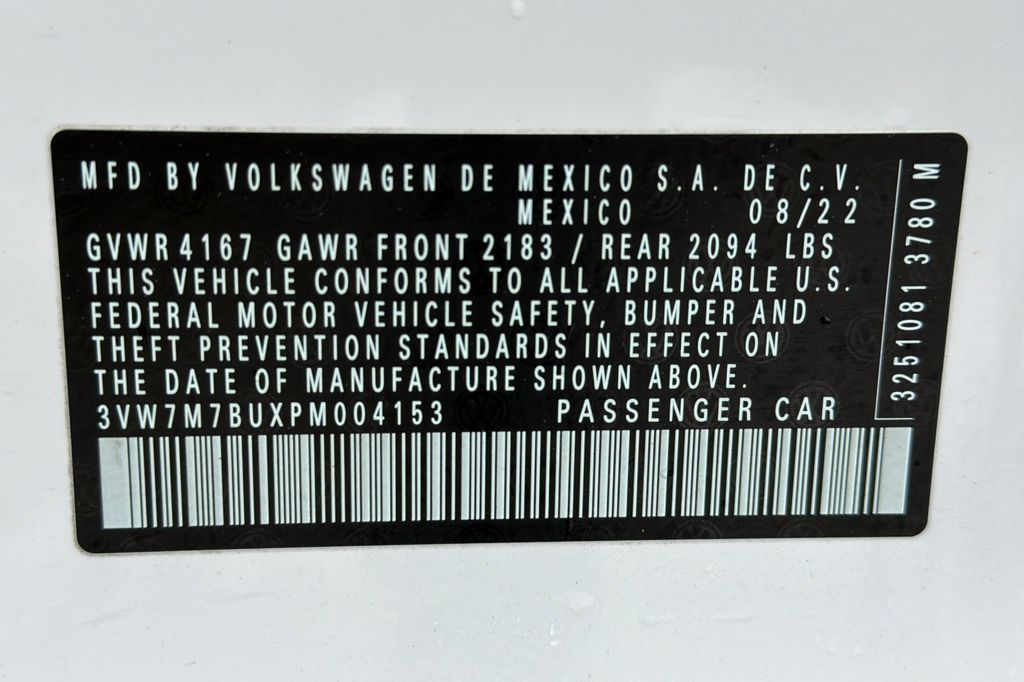 MFD BY VOLKSWAGEN DE MEXICO S.A. DE C.V.
MEXICO 08/22
GVWR 4167 GAWR FRONT 2183 / REAR 2094 LBS
THIS VEHICLE CONFORMS TO ALL APPLICABLE U.S.
FEDERAL MOTOR VEHICLE SAFETY, BUMPER AND
THEFT PREVENTION STANDARDS IN EFFECT ON
THE DATE OF MANUFACTURE SHOWN ABOVE.
3VW7M7BUXPM004153 PASSENGER CAR
3251081 3780 M